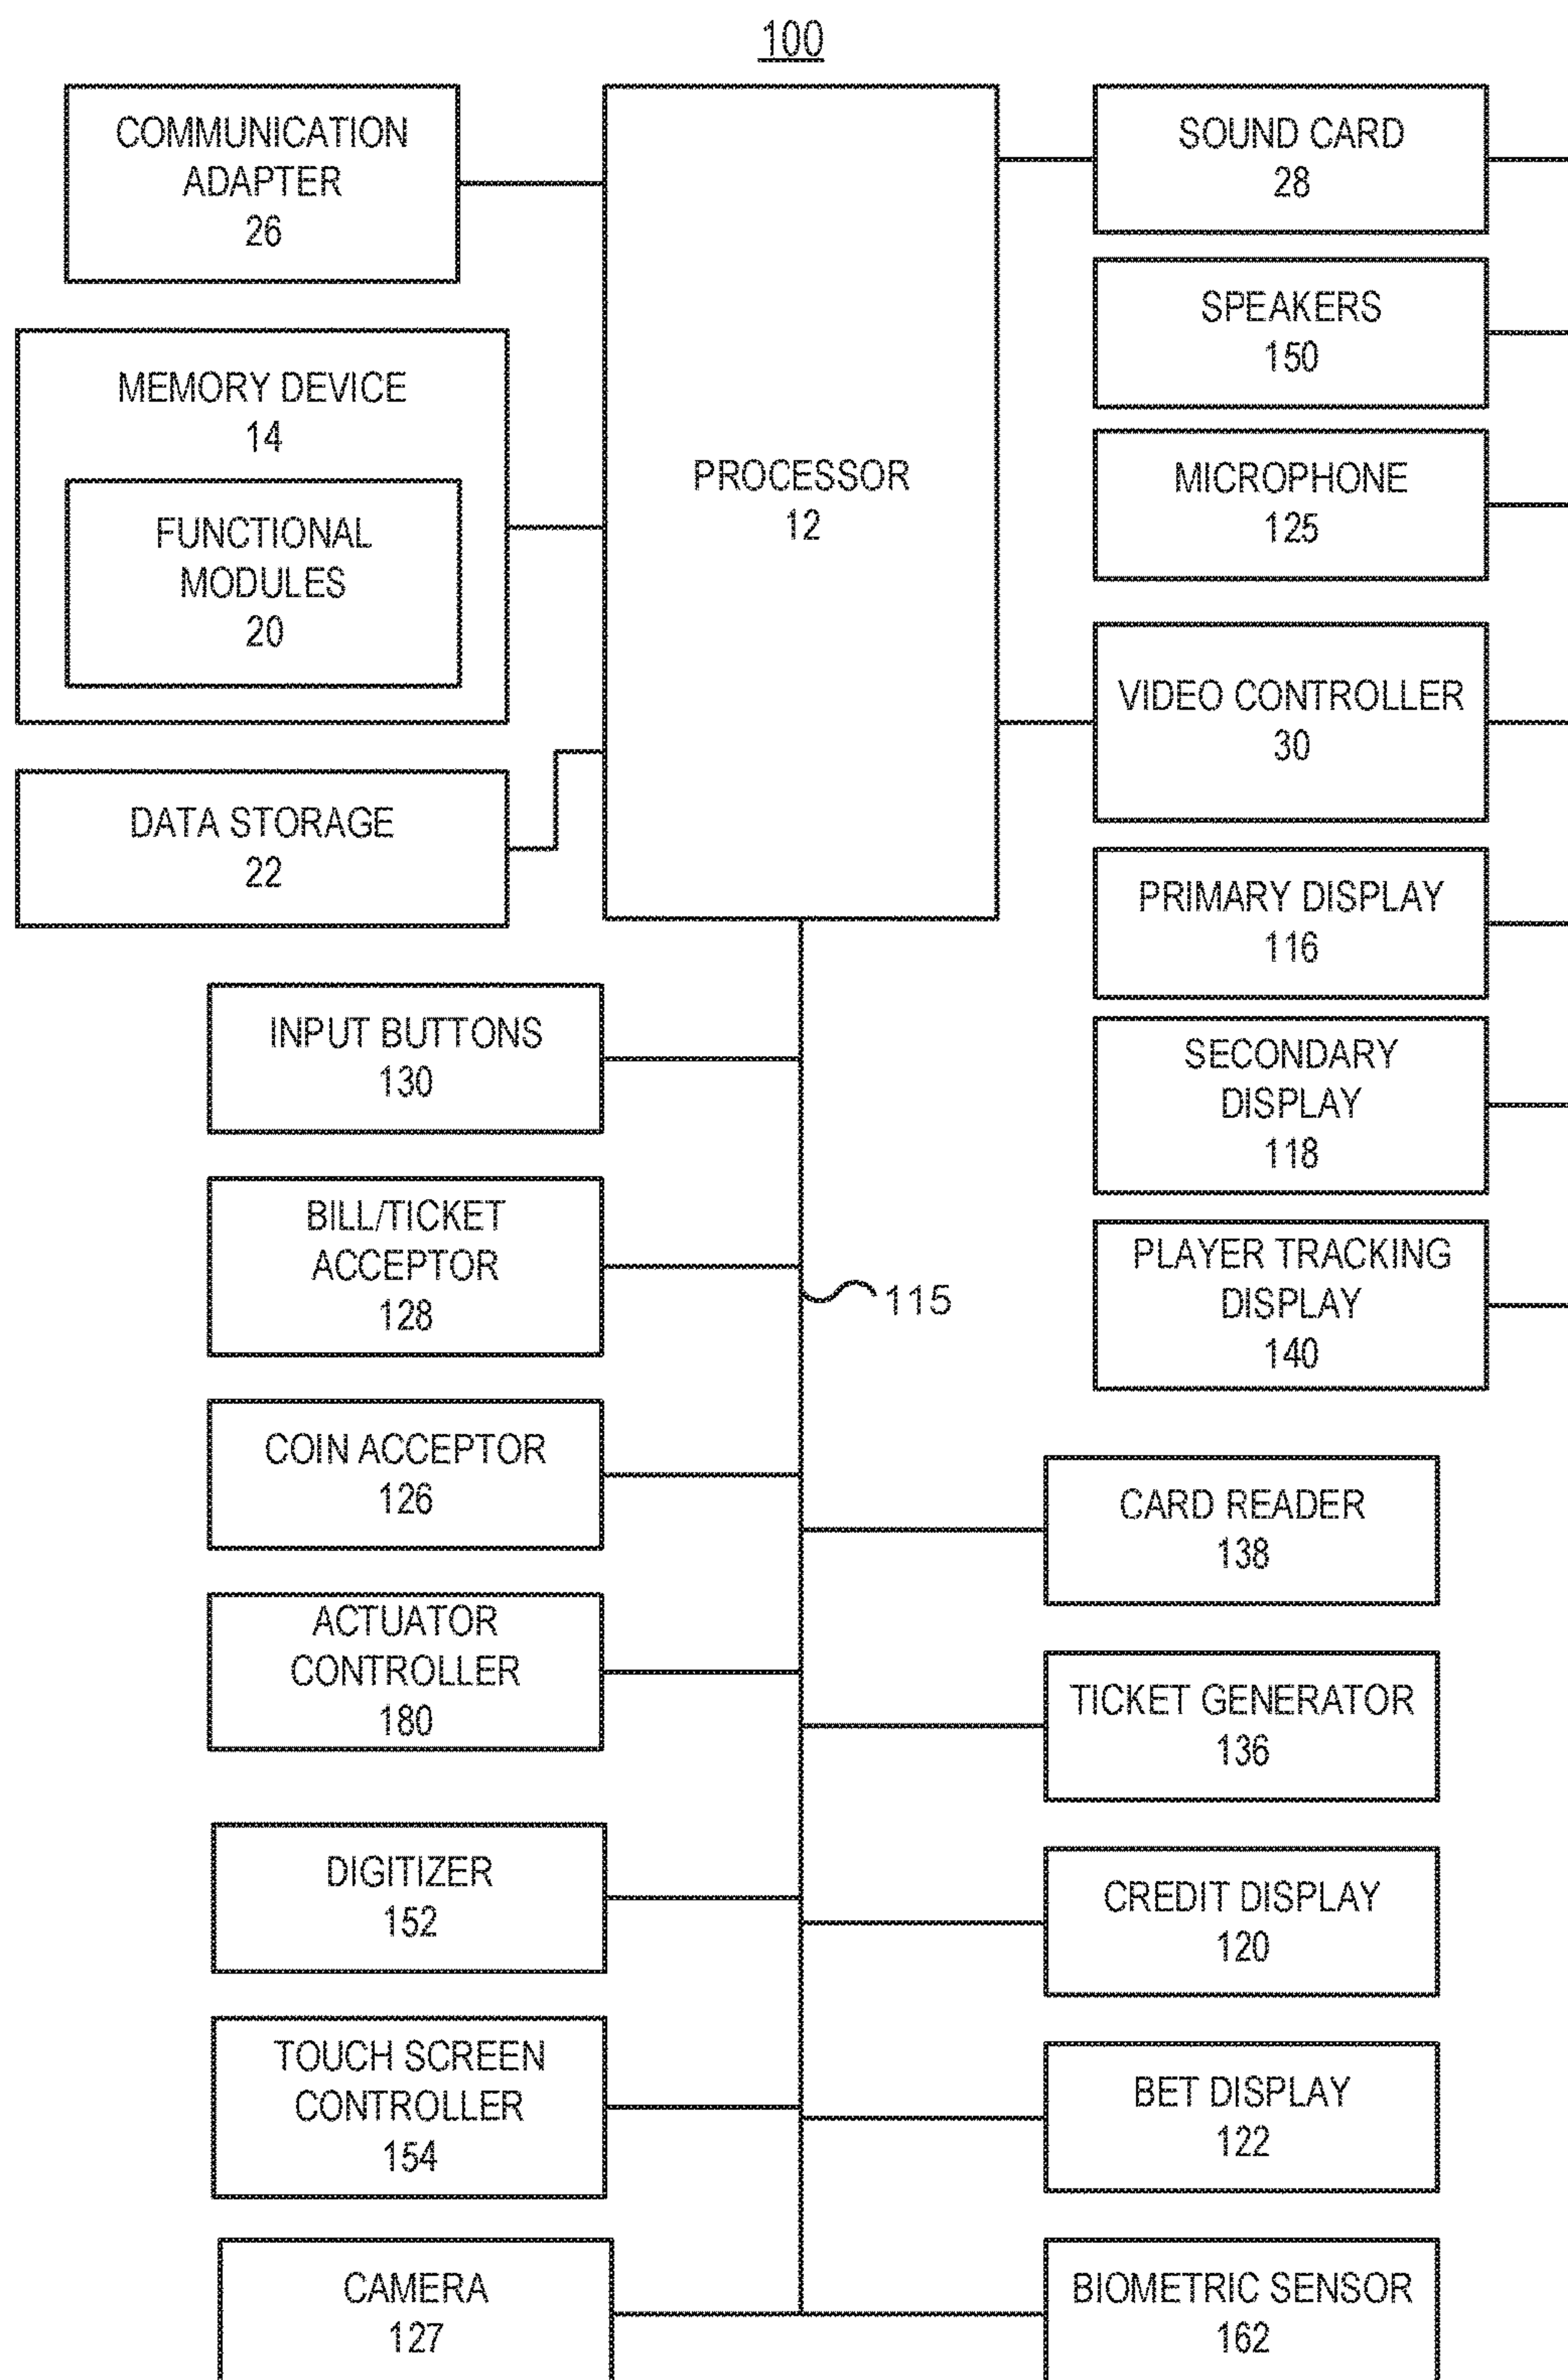 100
COMMUNICATION
ADAPTER
26
MEMORY DEVICE
14
FUNCTIONAL
MODULES
20
DATA STORAGE
22
PROCESSOR
12
SOUND CARD
28
SPEAKERS
150
MICROPHONE
125
VIDEO CONTROLLER
30
PRIMARY DISPLAY
116
SECONDARY
DISPLAY
118
PLAYER TRACKING
DISPLAY
140
INPUT BUTTONS
130
BILL/TICKET
ACCEPTOR
128
115
COIN ACCEPTOR
126
ACTUATOR
CONTROLLER
180
DIGITIZER
152
TOUCH SCREEN
CONTROLLER
154
CAMERA
127
CARD READER
138
TICKET GENERATOR
136
CREDIT DISPLAY
120
BET DISPLAY
122
BIOMETRIC SENSOR
162